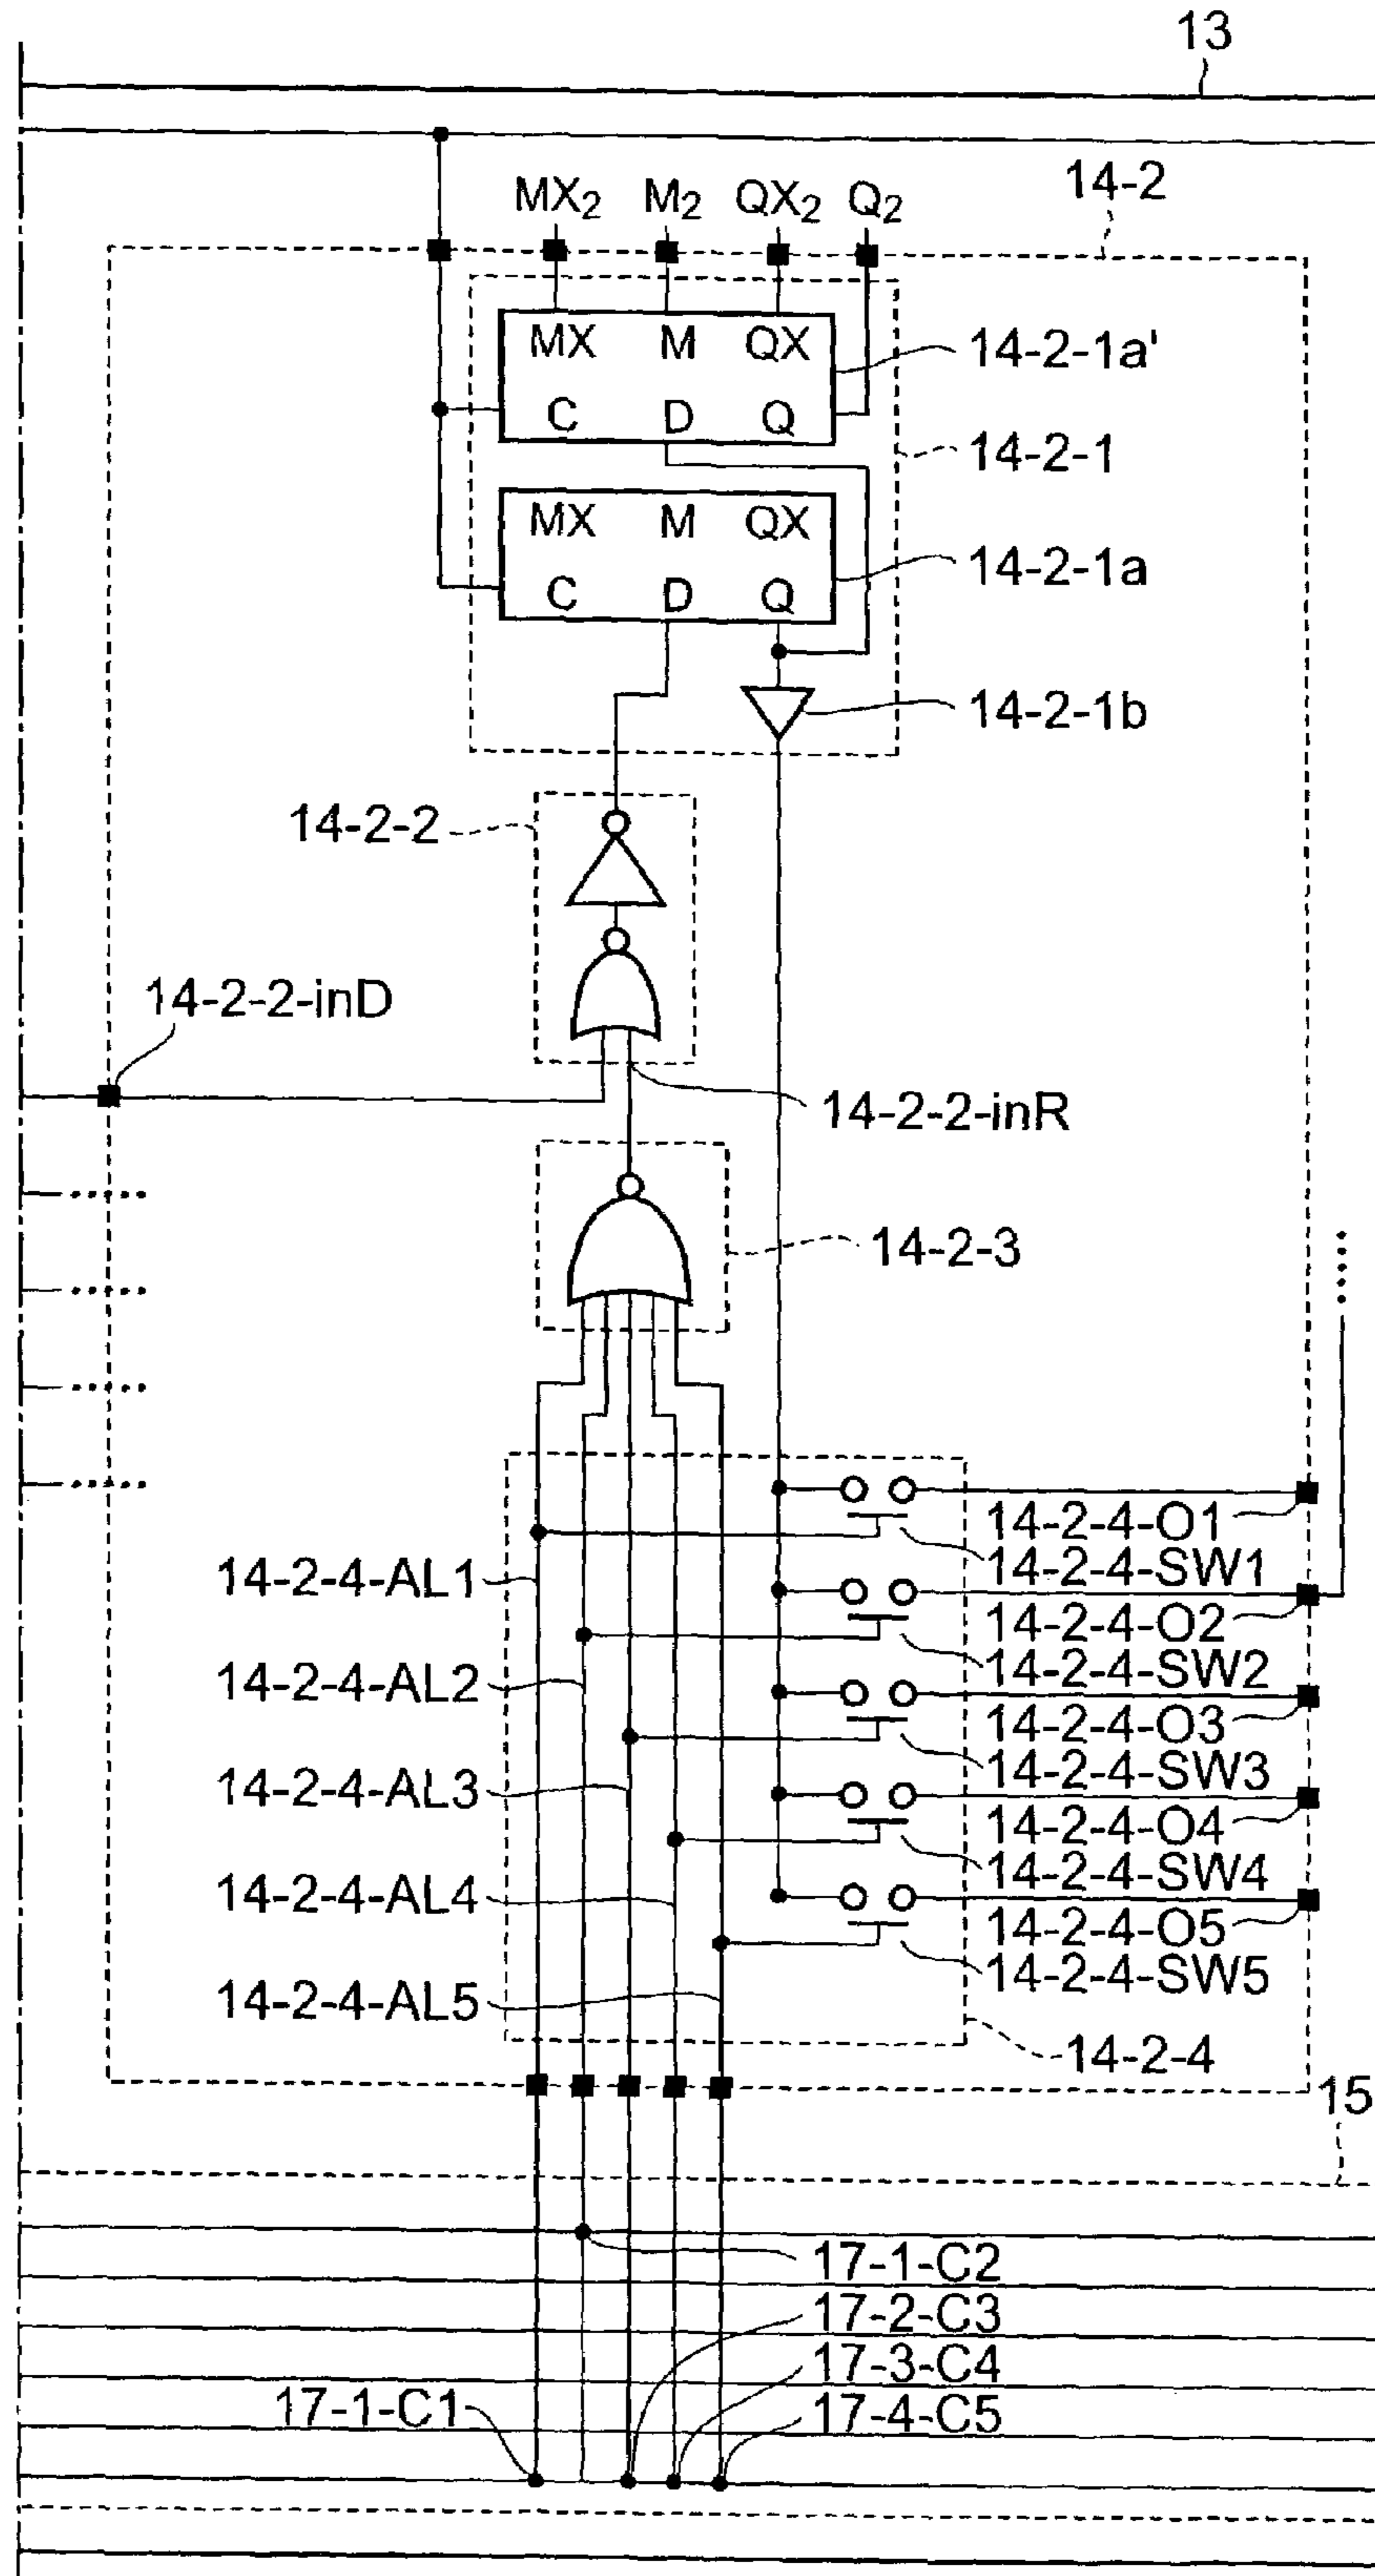 13
14-2
MX2 M2 QX2 Q2
MX M QX
C D Q
14-2-1a'
14-2-1
MX M QX
C D Q
14-2-1a
14-2-1b
14-2-2
14-2-2-inD
14-2-2-inR
14-2-3
14-2-4-O1
14-2-4-SW1
14-2-4-AL1
14-2-4-O2
14-2-4-SW2
14-2-4-AL2
14-2-4-O3
14-2-4-SW3
14-2-4-AL3
14-2-4-O4
14-2-4-SW4
14-2-4-AL4
14-2-4-O5
14-2-4-SW5
14-2-4-AL5
14-2-4
15
17-1-C2
17-2-C3
17-3-C4
17-1-C1
17-4-C5